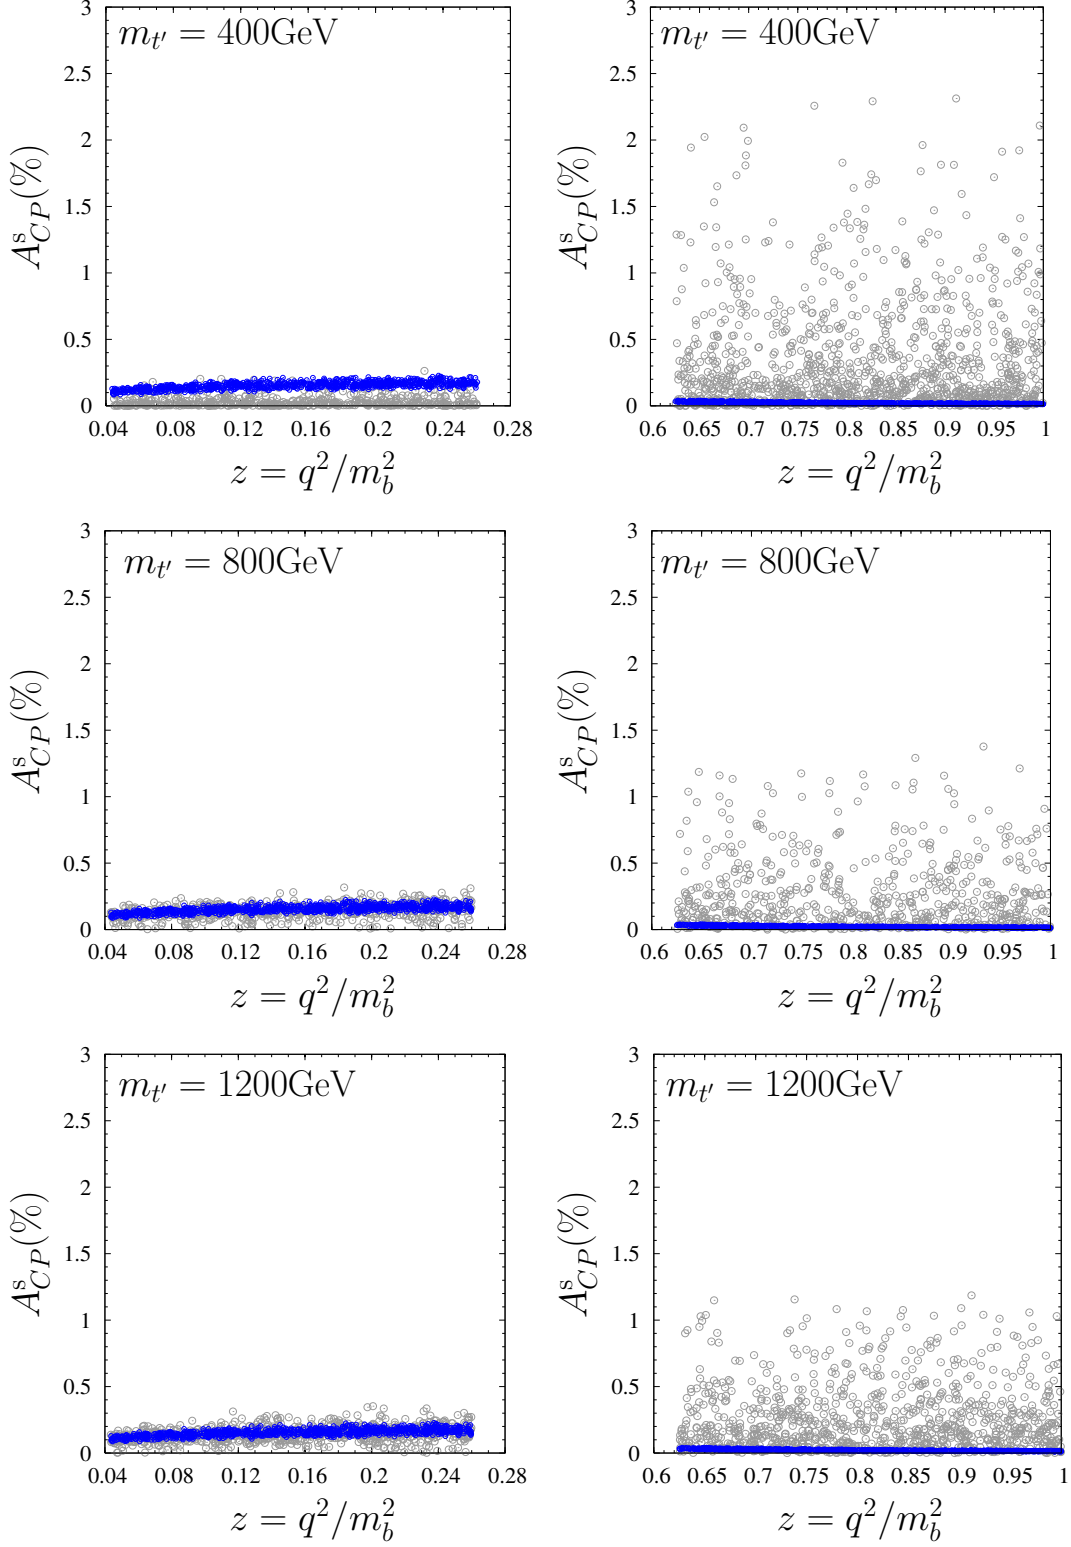 m_{t'} = 400GeV
3
2.5
2
1.5
1
0.5
0
A^s_{CP}(%)
0.04 0.08 0.12 0.16 0.2 0.24 0.28
z = q^2/m_b^2
m_{t'} = 400GeV
3
2.5
2
1.5
1
0.5
0
A^s_{CP}(%)
0.6 0.65 0.7 0.75 0.8 0.85 0.9 0.95 1
z = q^2/m_b^2
m_{t'} = 800GeV
3
2.5
2
1.5
1
0.5
0
A^s_{CP}(%)
0.04 0.08 0.12 0.16 0.2 0.24 0.28
z = q^2/m_b^2
m_{t'} = 800GeV
3
2.5
2
1.5
1
0.5
0
A^s_{CP}(%)
0.6 0.65 0.7 0.75 0.8 0.85 0.9 0.95 1
z = q^2/m_b^2
m_{t'} = 1200GeV
3
2.5
2
1.5
1
0.5
0
A^s_{CP}(%)
0.04 0.08 0.12 0.16 0.2 0.24 0.28
z = q^2/m_b^2
m_{t'} = 1200GeV
3
2.5
2
1.5
1
0.5
0
A^s_{CP}(%)
0.6 0.65 0.7 0.75 0.8 0.85 0.9 0.95 1
z = q^2/m_b^2